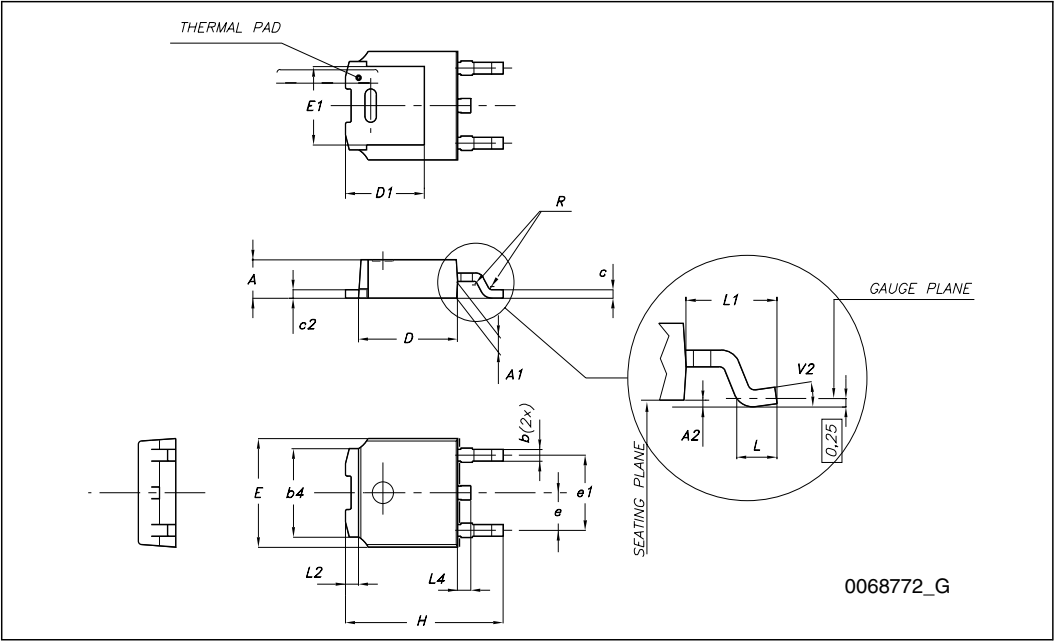 THERMAL PAD
E1
D1
R
A
c
c2
D
A1
L1
GAUGE PLANE
V2
A2
L
0,25
SEATING PLANE
b(2x)
E
b4
e
e1
L2
L4
H
0068772_G